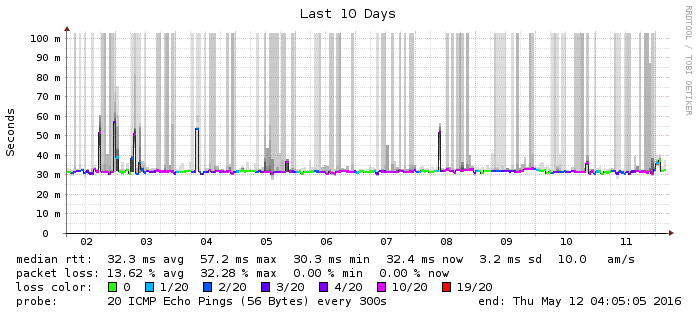 Last 10 Days
RRDTOOL / TOBI OETIKER
Seconds
100 m
90 m
80 m
70 m
60 m
50 m
40 m
30 m
20 m
10 m
0
02 03 04 05 06 07 08 09 10 11
median rtt: 32.3 ms avg 57.2 ms max 30.3 ms min 32.4 ms now 3.2 ms sd 10.0 am/s
packet loss: 13.62 % avg 32.28 % max 0.00 % min 0.00 % now
loss color: 0 1/20 2/20 3/20 4/20 10/20 19/20
probe: 20 ICMP Echo Pings (56 Bytes) every 300s end: Thu May 12 04:05:05 2016